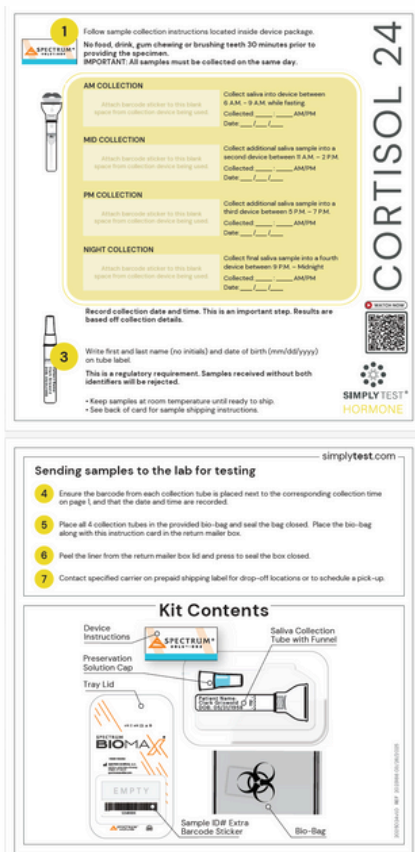 1
Follow sample collection instructions located inside device package.
No food, drink, gum chewing or brushing teeth 30 minutes prior to
providing the specimen.
IMPORTANT: All samples must be collected on the same day.
SPECTRUM
SOLUTIONS
CORTISOL 24
AM COLLECTION
Attach barcode sticker to this blank
space from collection device being used.
Collect saliva into device between
6 A.M. – 9 A.M. while fasting
Collected: ____ : ____ AM/PM
Date: ___/___/___
MID COLLECTION
Attach barcode sticker to this blank
space from collection device being used.
Collect additional saliva sample into a
second device between 11 A.M. – 2 P.M.
Collected: ____ : ____ AM/PM
Date: ___/___/___
PM COLLECTION
Attach barcode sticker to this blank
space from collection device being used.
Collect additional saliva sample into a
third device between 5 P.M. – 7 P.M.
Collected: ____ : ____ AM/PM
Date: ___/___/___
NIGHT COLLECTION
Attach barcode sticker to this blank
space from collection device being used.
Collect final saliva sample into a fourth
device between 9 P.M. – Midnight
Collected: ____ : ____ AM/PM
Date: ___/___/___
Record collection date and time. This is an important step. Results are
based off collection details.
WATCH NOW
3
Write first and last name (no initials) and date of birth (mm/dd/yyyy)
on tube label.
This is a regulatory requirement. Samples received without both
identifiers will be rejected.
• Keep samples at room temperature until ready to ship.
• See back of card for sample shipping instructions.
SIMPLYTEST®
HORMONE
simplytest.com
Sending samples to the lab for testing
4 Ensure the barcode from each collection tube is placed next to the corresponding collection time
on page 1, and that the date and time are recorded.
5 Place all 4 collection tubes in the provided bio-bag and seal the bag closed. Place the bio-bag
along with this instruction card in the return mailer box.
6 Peel the liner from the return mailer box lid and press to seal the box closed.
7 Contact specified carrier on prepaid shipping label for drop-off locations or to schedule a pick-up.
Kit Contents
Device
Instructions
SPECTRUM
SOLUTIONS
Saliva Collection
Tube with Funnel
Preservation
Solution Cap
Tray Lid
Patient Name:
Clark Griswold
SPECTRUM
BIOMAX
EMPTY
Sample ID# Extra
Barcode Sticker
Bio-Bag